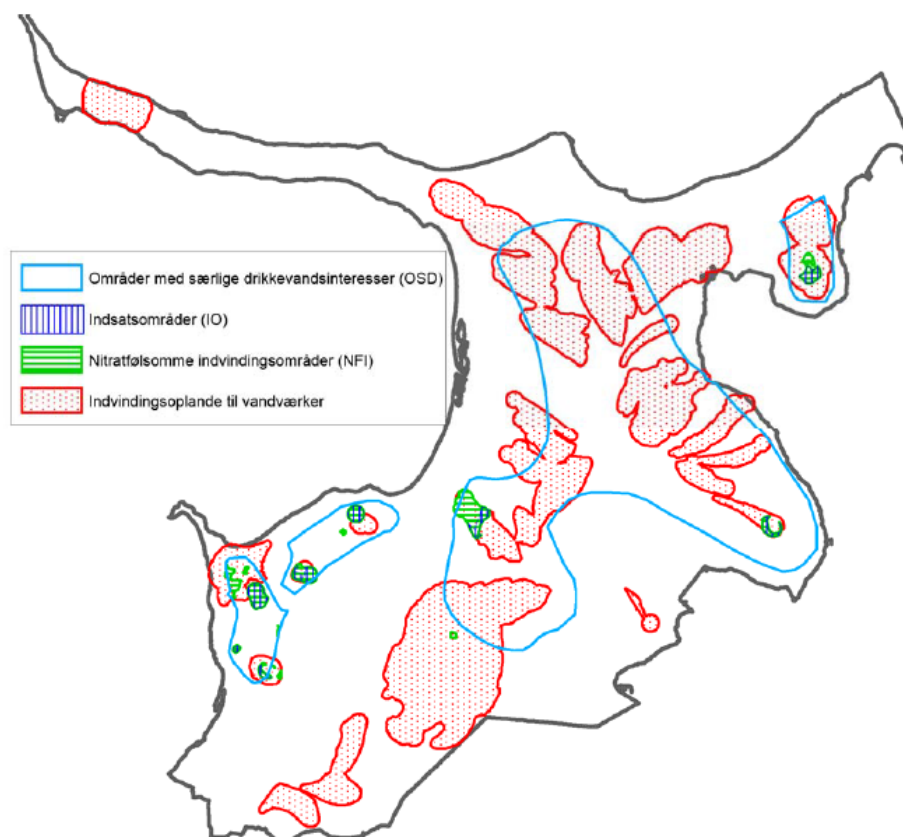 Områder med særlige drikkevandsinteresser (OSD)
Indsatsområder (IO)
Nitratfølsomme indvindingsområder (NFI)
Indvindingsoplande til vandværker